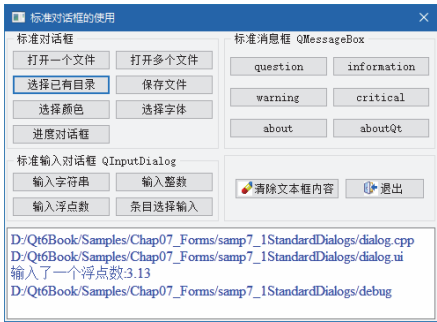 标准对话框的使用
标准对话框
打开一个文件
打开多个文件
选择已有目录
保存文件
选择颜色
选择字体
进度对话框
标准消息框 QMessageBox
question
information
warning
critical
about
aboutQt
标准输入对话框 QInputDialog
输入字符串
输入整数
输入浮点数
条目选择输入
清除文本框内容
退出
D:/Qt6Book/Samples/Chap07_Forms/samp7_1StandardDialogs/dialog.cpp
D:/Qt6Book/Samples/Chap07_Forms/samp7_1StandardDialogs/dialog.ui
输入了一个浮点数:3.13
D:/Qt6Book/Samples/Chap07_Forms/samp7_1StandardDialogs/debug